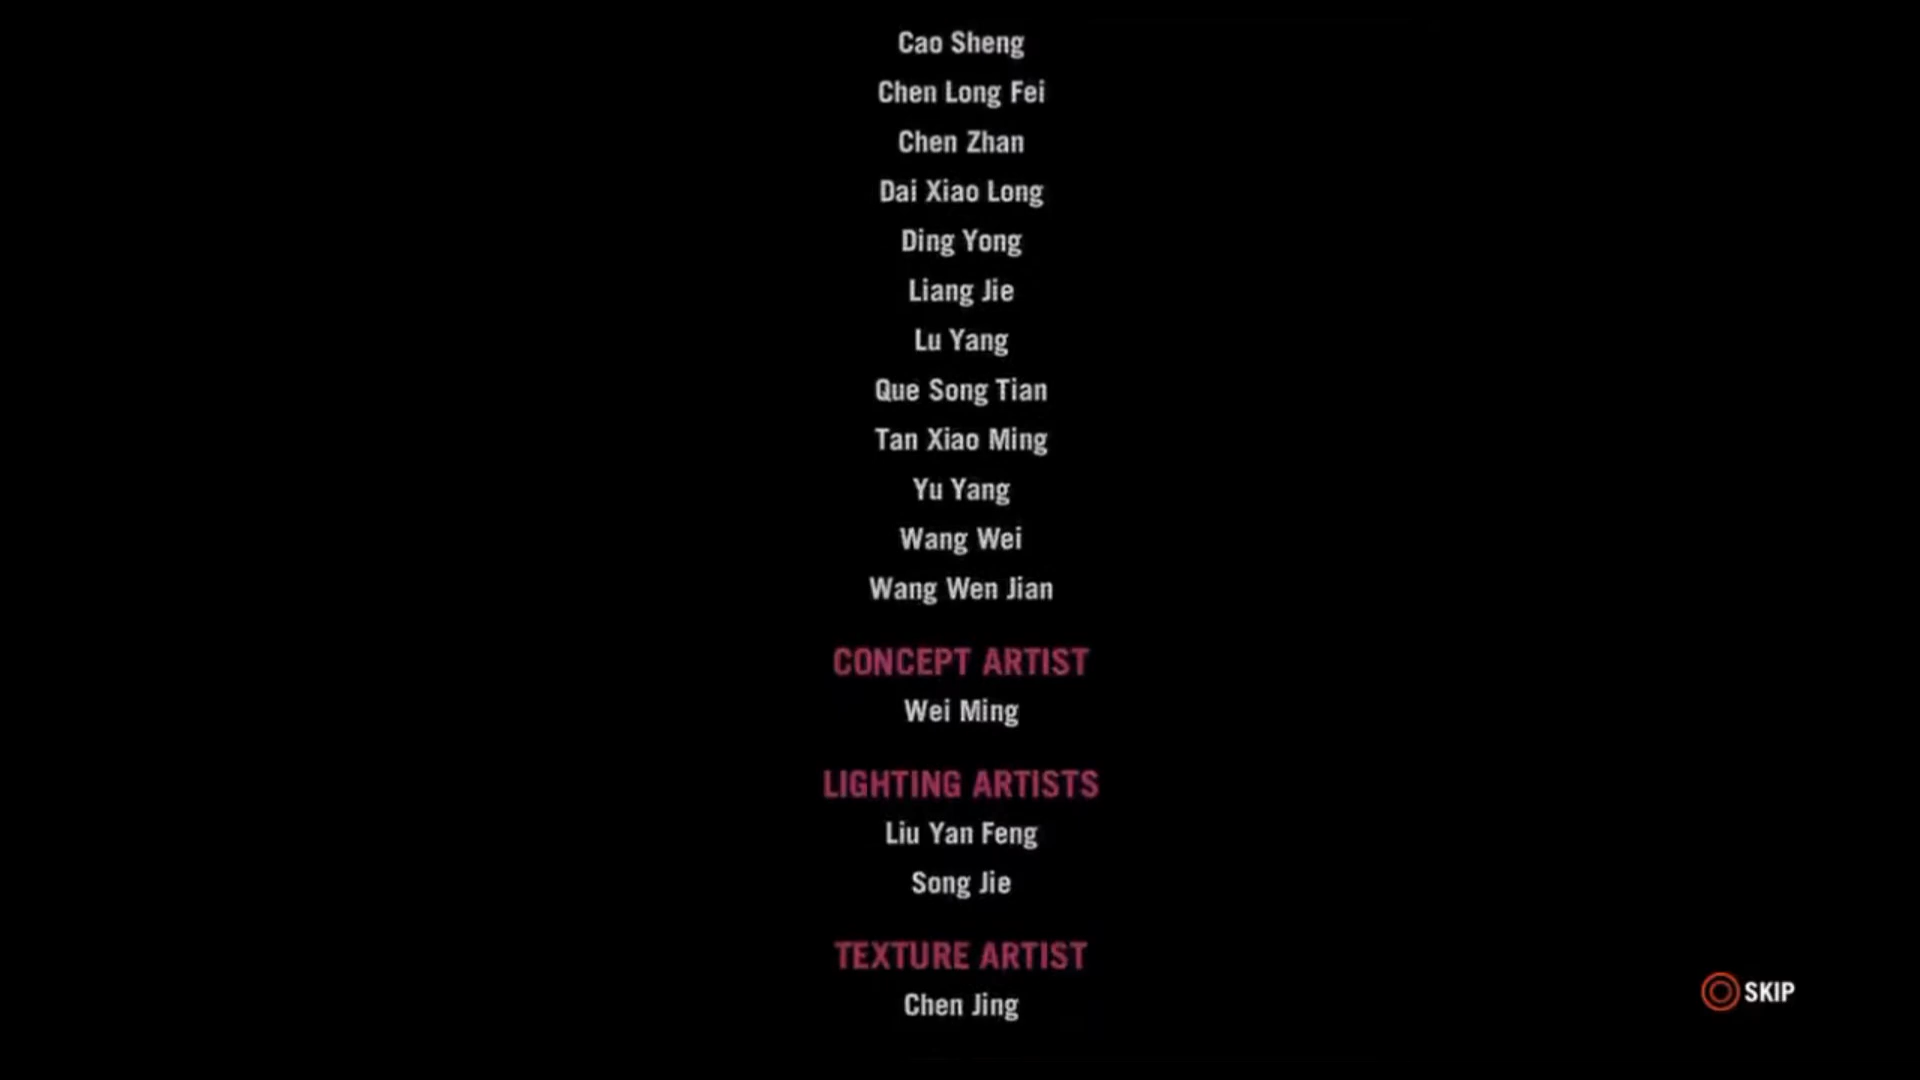 Cao Sheng
Chen Long Fei
Chen Zhan
Dai Xiao Long
Ding Yong
Liang Jie
Lu Yang
Que Song Tian
Tan Xiao Ming
Yu Yang
Wang Wei
Wang Wen Jian
CONCEPT ARTIST
Wei Ming
LIGHTING ARTISTS
Liu Yan Feng
Song Jie
TEXTURE ARTIST
Chen Jing
SKIP